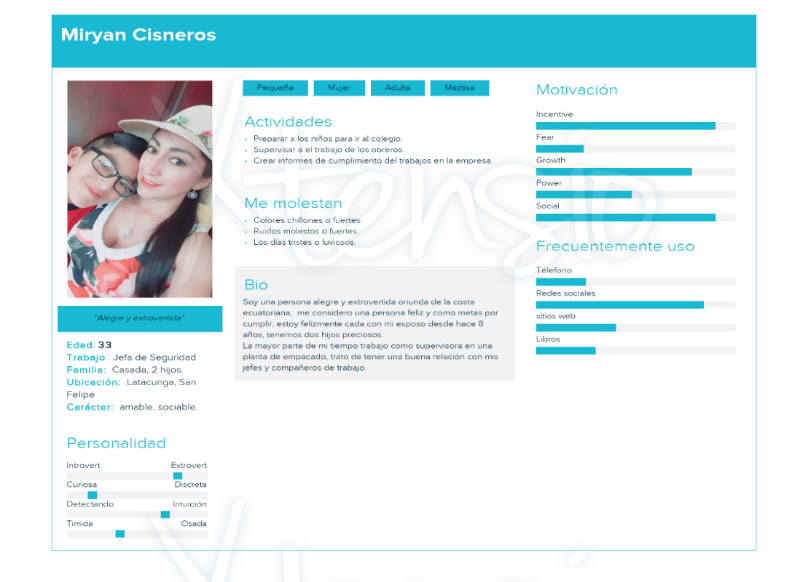 Miryan Cisneros
Pequeña
Mujer
Adulta
Meztisa
"Alegre y extrovertida".
Edad: 33
Trabajo Jefa de Seguridad
Familia: Casada, 2 hijos.
Ubicación: Latacunga, San
Felipe
Carácter: amable, sociable.
Personalidad
Introvert Extrovert
Curiosa Discreta
Detectando Intuición
Timida Osada
Actividades
• Preparar a los niños para ir al colegio.
• Supervisar a el trabajo de los obreros.
• Crear informes de cumplimiento del trabajos en la empresa.
Me molestan
• Colores chillones o fuertes.
• Ruidos molestos o fuertes.
• Los días tristes o luviosos.
Bio
Soy una persona alegre y extrovertida oriunda de la costa
ecuatoriana, me considero una persona feliz y como metas por
cumplir, estoy felizmente cada con mi esposo desde hace 8
años, tenemos dos hijos preciosos.
La mayor parte de mi tiempo trabajo como supervisora en una
planta de empacado, trato de tener una buena relación con mis
jefes y compañeros de trabajo.
Motivación
Incentive
Fear
Growth
Power
Social
Frecuentemente uso
Télefono
Redes sociales
sitios web
Libros
Xtensio
Xtensio